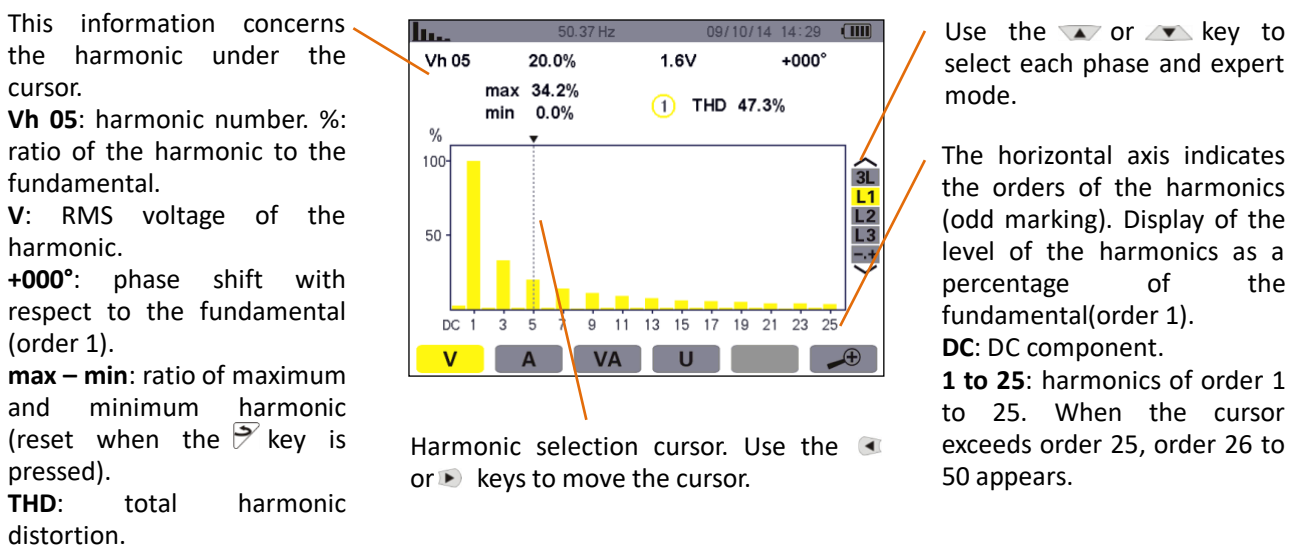 This information concerns
the harmonic under the
cursor.
Vh 05: harmonic number. %:
ratio of the harmonic to the
fundamental.
V: RMS voltage of the
harmonic.
+000°: phase shift with
respect to the fundamental
(order 1).
max – min: ratio of maximum
and minimum harmonic
(reset when the key is
pressed).
THD: total harmonic
distortion.
50.37 Hz 09/10/14 14:29
Vh 05 20.0% 1.6V +000°
max 34.2%
min 0.0%
1 THD 47.3%
%
100
50
3L
L1
L2
L3
-.+
DC 1 3 5 7 9 11 13 15 17 19 21 23 25
V A VA U
Harmonic selection cursor. Use the
or keys to move the cursor.
Use the or key to
select each phase and expert
mode.
The horizontal axis indicates
the orders of the harmonics
(odd marking). Display of the
level of the harmonics as a
percentage of the
fundamental(order 1).
DC: DC component.
1 to 25: harmonics of order 1
to 25. When the cursor
exceeds order 25, order 26 to
50 appears.